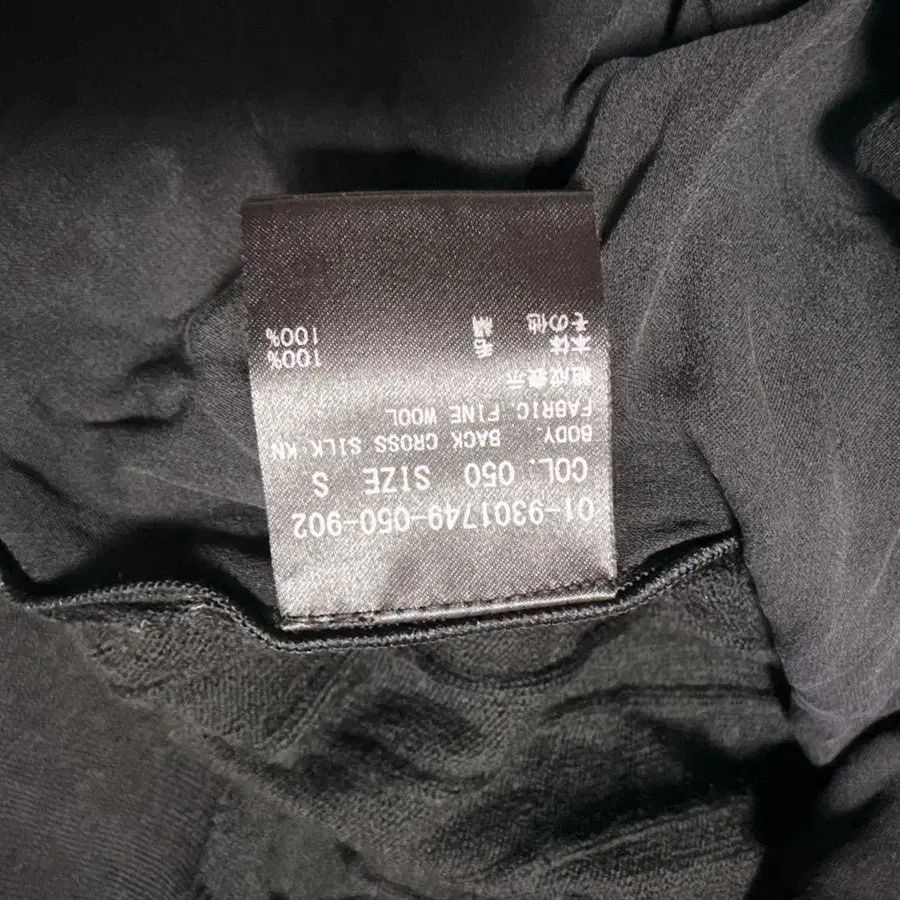 01-9301749-050-902
COL. 050 SIZE S
BODY. BACK CROSS SILK KN
FABRIC FINE WOOL
組成表示
本体 毛 100%
その他 絹 100%